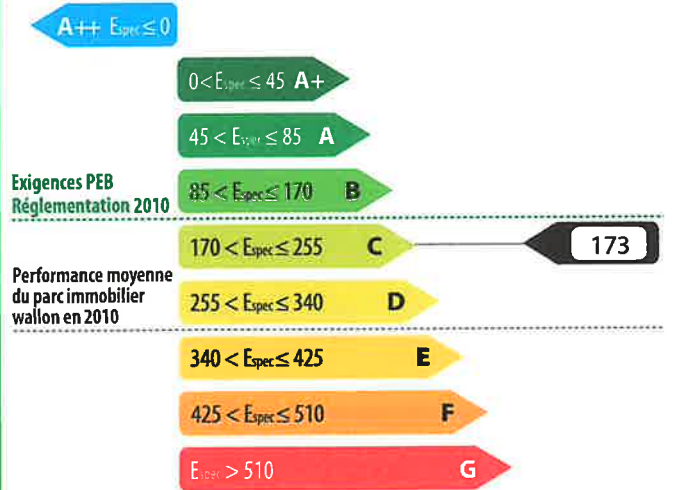 A++ Espec ≤ 0
0 < Espec ≤ 45 A+
45 < Espec ≤ 85 A
Exigences PEB
Réglementation 2010
85 < Espec ≤ 170 B
170 < Espec ≤ 255 C
173
Performance moyenne
du parc immobilier
wallon en 2010
255 < Espec ≤ 340 D
340 < Espec ≤ 425 E
425 < Espec ≤ 510 F
Espec > 510 G